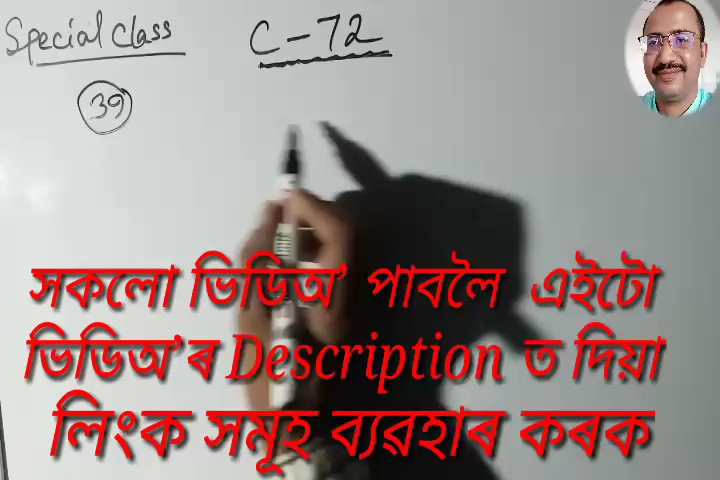 Special Class C-72
39
সকলো ভিডিঅ' পাবলৈ এইটো
ভিডিঅ'ৰ Description ত দিয়া
লিংক সমূহ ব্যৱহাৰ কৰক